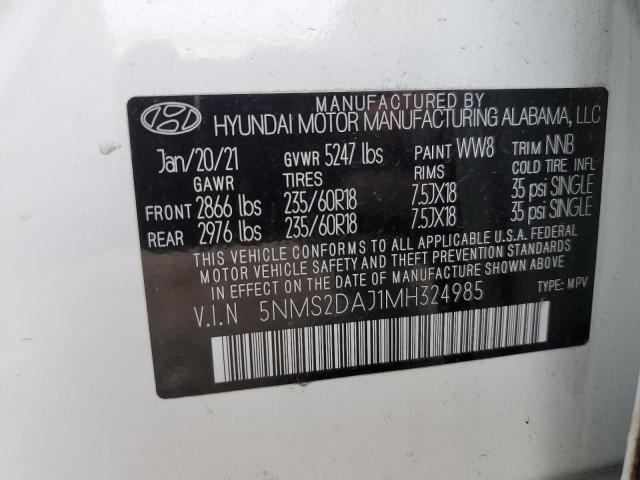 MANUFACTURED BY
HYUNDAI MOTOR MANUFACTURING ALABAMA, LLC
Jan/20/21 GVWR 5247 lbs PAINT WW8 TRIM NNB
GAWR TIRES RIMS COLD TIRE INFL
FRONT 2866 lbs 235/60R18 7.5JX18 35 psi SINGLE
REAR 2976 lbs 235/60R18 7.5JX18 35 psi SINGLE
THIS VEHICLE CONFORMS TO ALL APPLICABLE U.S.A. FEDERAL
MOTOR VEHICLE SAFETY AND THEFT PREVENTION STANDARDS
IN EFFECT ON THE DATE OF MANUFACTURE SHOWN ABOVE.
V.I.N 5NMS2DAJ1MH324985 TYPE: MPV